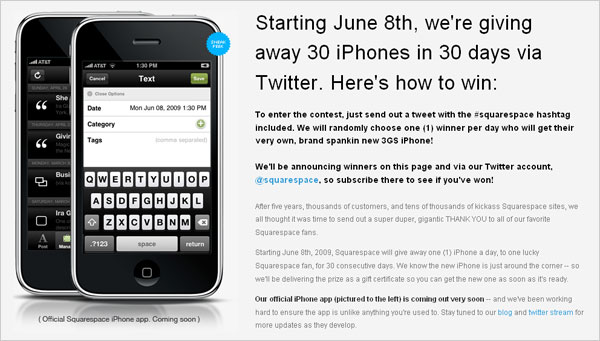 Starting June 8th, we're giving
away 30 iPhones in 30 days via
Twitter. Here's how to win:
To enter the contest, just send out a tweet with the #squarespace hashtag
included. We will randomly choose one (1) winner per day who will get their
very own, brand spankin new 3GS iPhone!
We'll be announcing winners on this page and via our Twitter account,
@squarespace, so subscribe there to see if you've won!
After five years, thousands of customers, and tens of thousands of kickass Squarespace sites, we
all thought it was time to send out a super duper, gigantic THANK YOU to all of our favorite
Squarespace fans.
Starting June 8th, 2009, Squarespace will give away one (1) iPhone a day, to one lucky
Squarespace fan, for 30 consecutive days. We know the new iPhone is just around the corner -- so
we'll be delivering the prize as a gift certificate so you can get the new one as soon as it's ready.
Our official iPhone app (pictured to the left) is coming out very soon -- and we've been working
hard to ensure the app is unlike anything you're used to. Stay tuned to our blog and twitter stream for
more updates as they develop.
AT&T
AT&T 1:30 PM
Cancel Text Save
Close Options
Date Mon Jun 08, 2009 1:30 PM
Category
Tags (comma separated)
Q W E R T Y U I O P
A S D F G H J K L
Z X C V B N M
.?123 space return
She
Givin
Busi
Ira G
Post Mana
( Official Squarespace iPhone app. Coming soon )